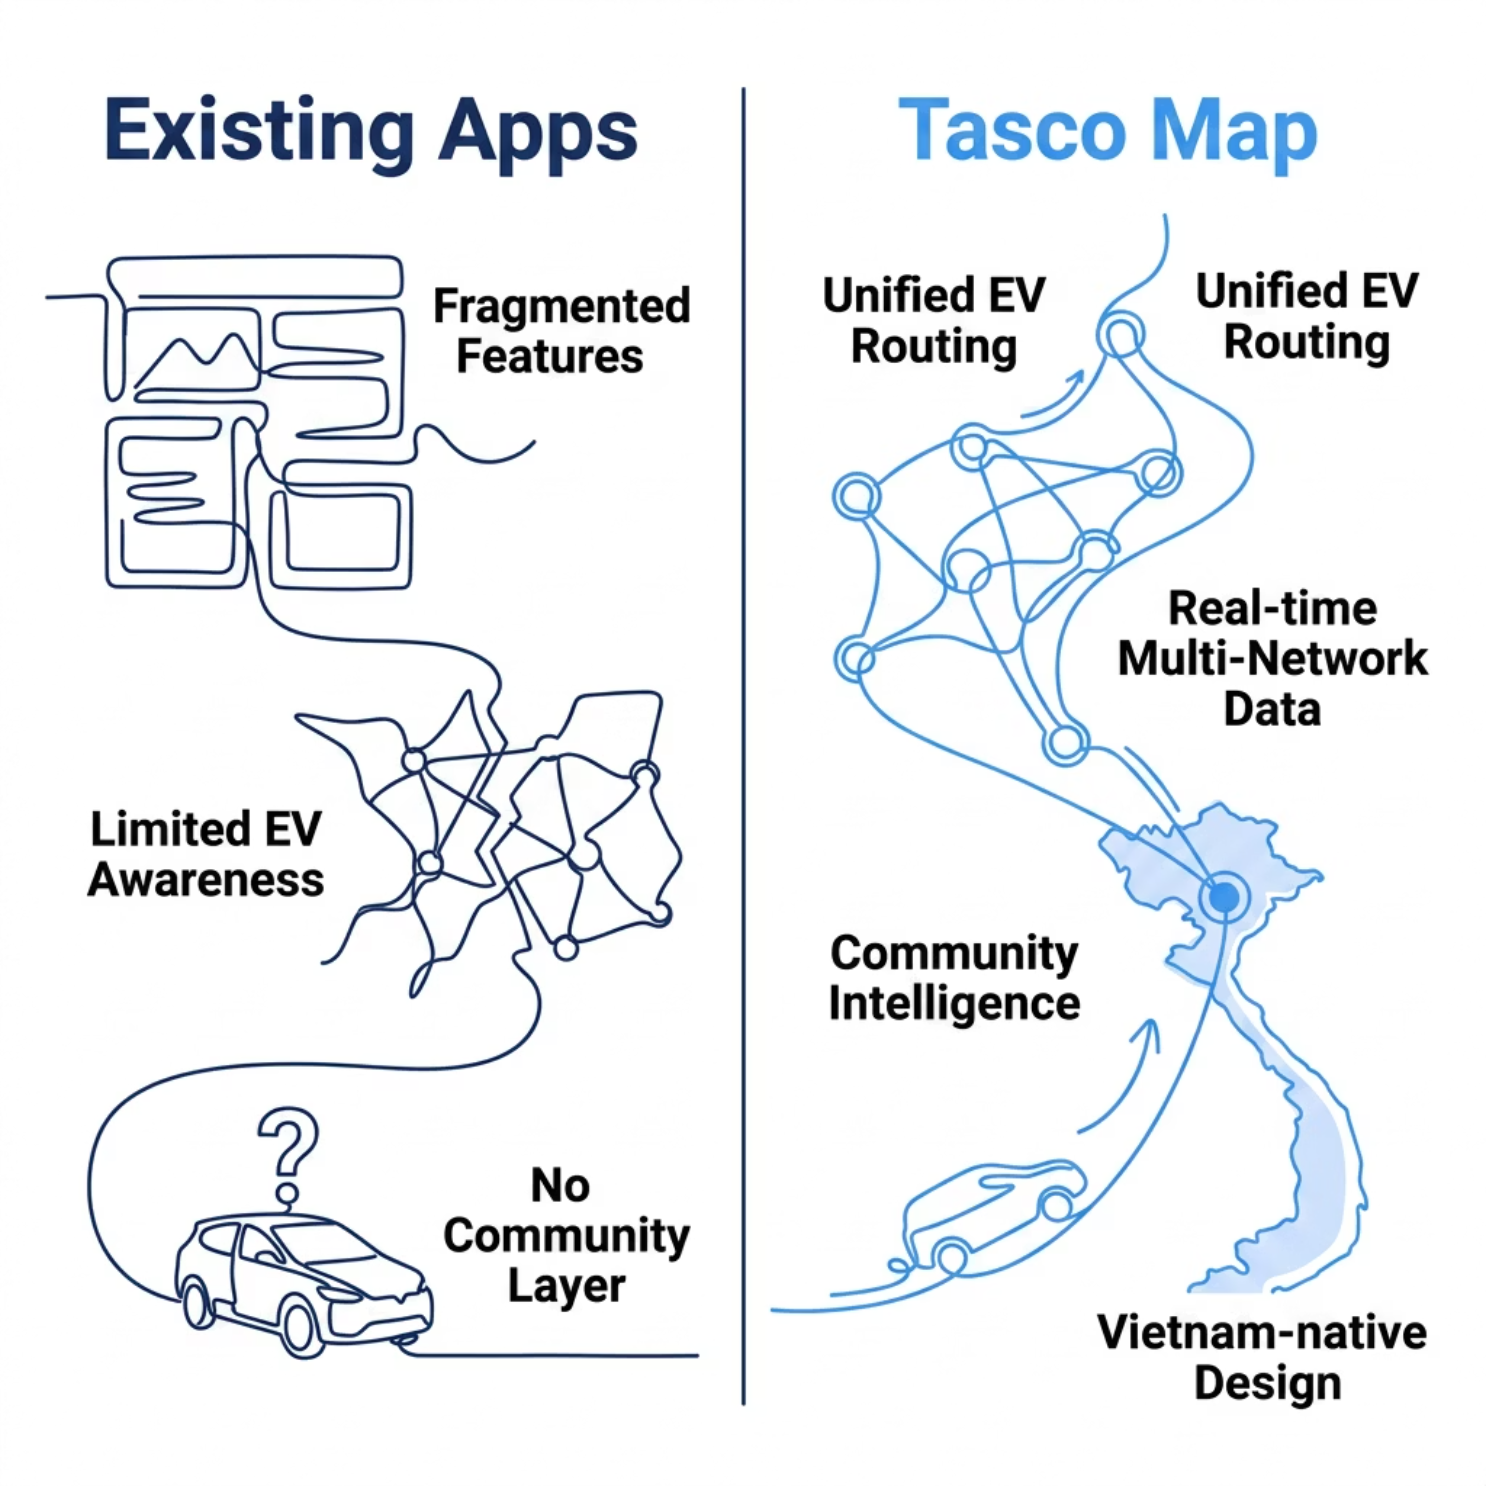 Existing Apps
Fragmented
Features
Limited EV
Awareness
?
No
Community
Layer
Tasco Map
Unified EV
Routing
Unified EV
Routing
Real-time
Multi-Network
Data
Community
Intelligence
Vietnam-native
Design